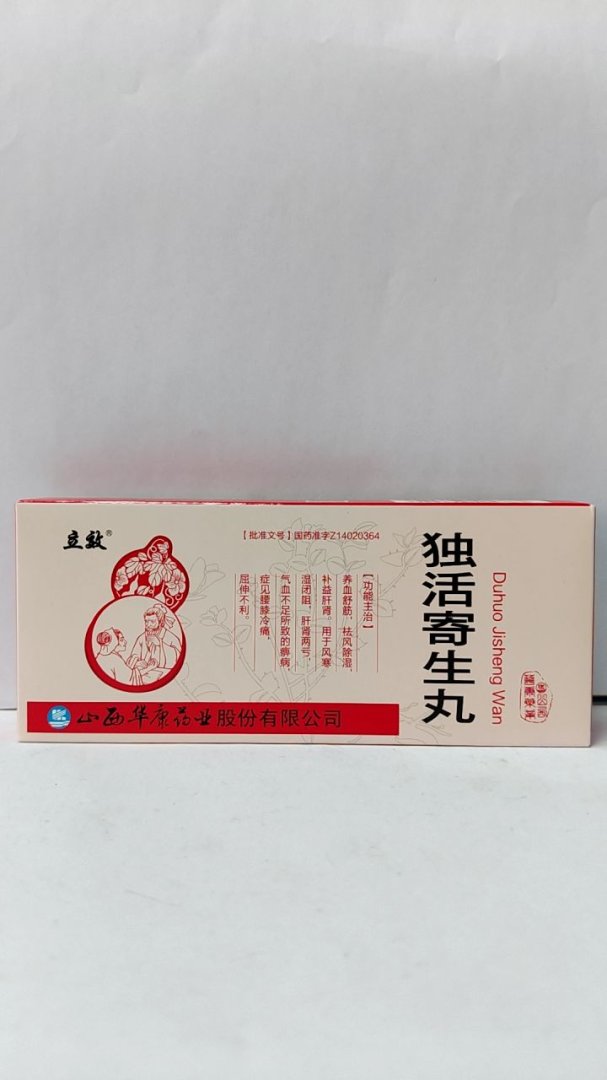 立效®
【批准文号】国药准字Z14020364
独活寄生丸
Duhuo Jisheng Wan
【功能主治】
养血舒筋，祛风除湿，
补益肝肾。用于风寒
湿闭阻，肝肾两亏，
气血不足所致的痹病，
症见腰膝冷痛，
屈伸不利。
山西华康药业股份有限公司